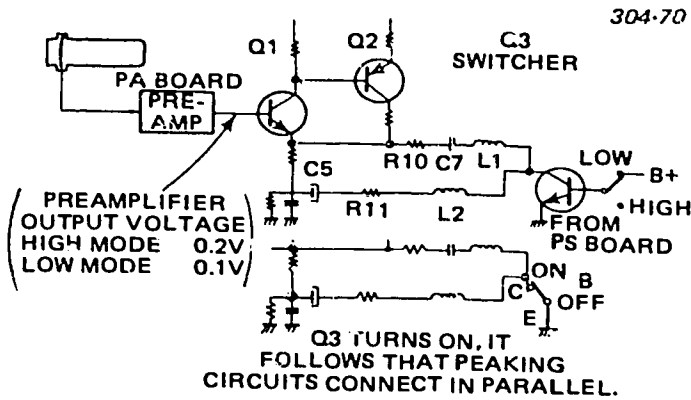 304-70
Q1
Q2
Q3
SWITCHER
PA BOARD
PRE-
AMP
C5
R10
C7
L1
LOW
B+
HIGH
R11
L2
FROM
PS BOARD
PREAMPLIFIER
OUTPUT VOLTAGE
HIGH MODE 0.2V
LOW MODE 0.1V
ON
B
C
OFF
E
Q3 TURNS ON, IT
FOLLOWS THAT PEAKING
CIRCUITS CONNECT IN PARALLEL.